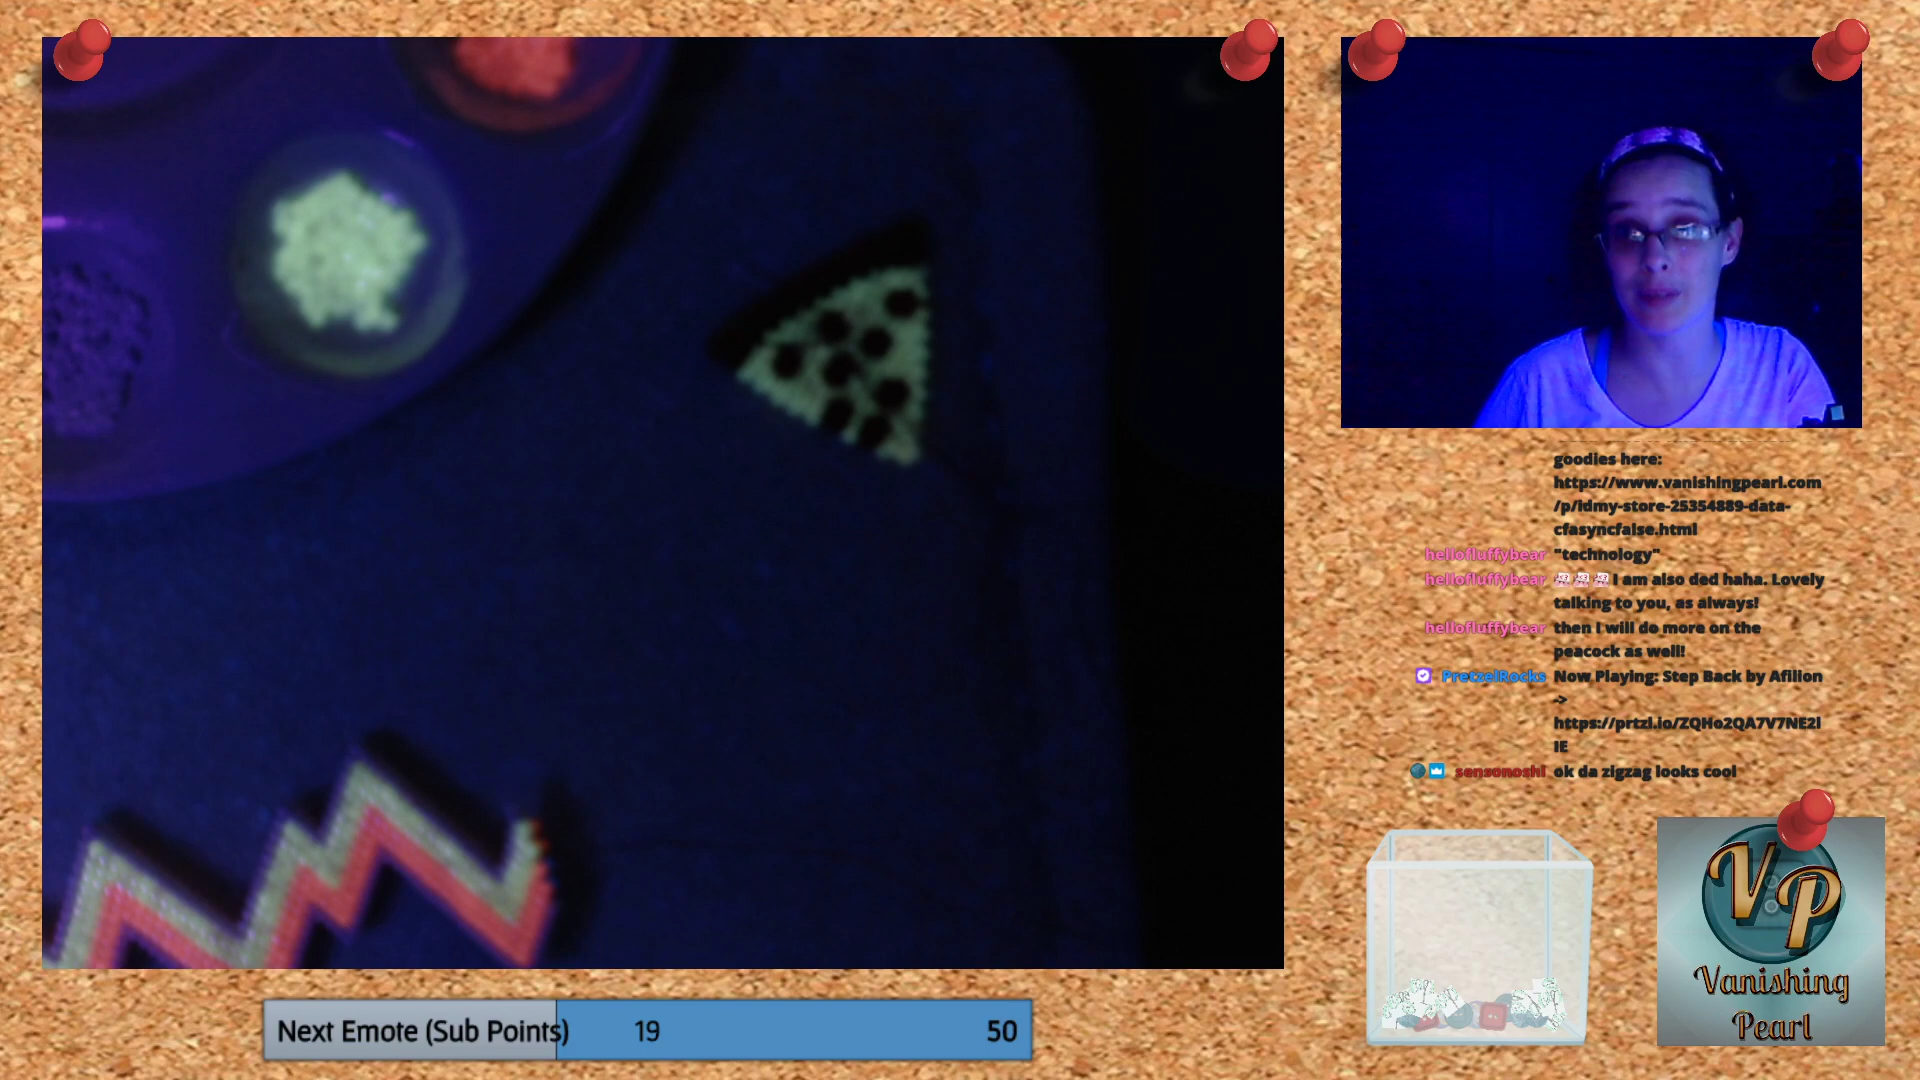 goodies here:
https://www.vanishingpearl.com
/p/idmy-store-25354889-data-
cfasyncfalse.html
hellofluffybear "technology"
hellofluffybear I am also ded haha. Lovely
talking to you, as always!
hellofluffybear then I will do more on the
peacock as well!
PretzelRocks Now Playing: Step Back by Afilion
->
https://prtzl.io/ZQHo2QA7V7NE2l
IE
sensonoshi ok da zigzag looks cool
VP
Vanishing
Pearl
Next Emote (Sub Points) 19 50